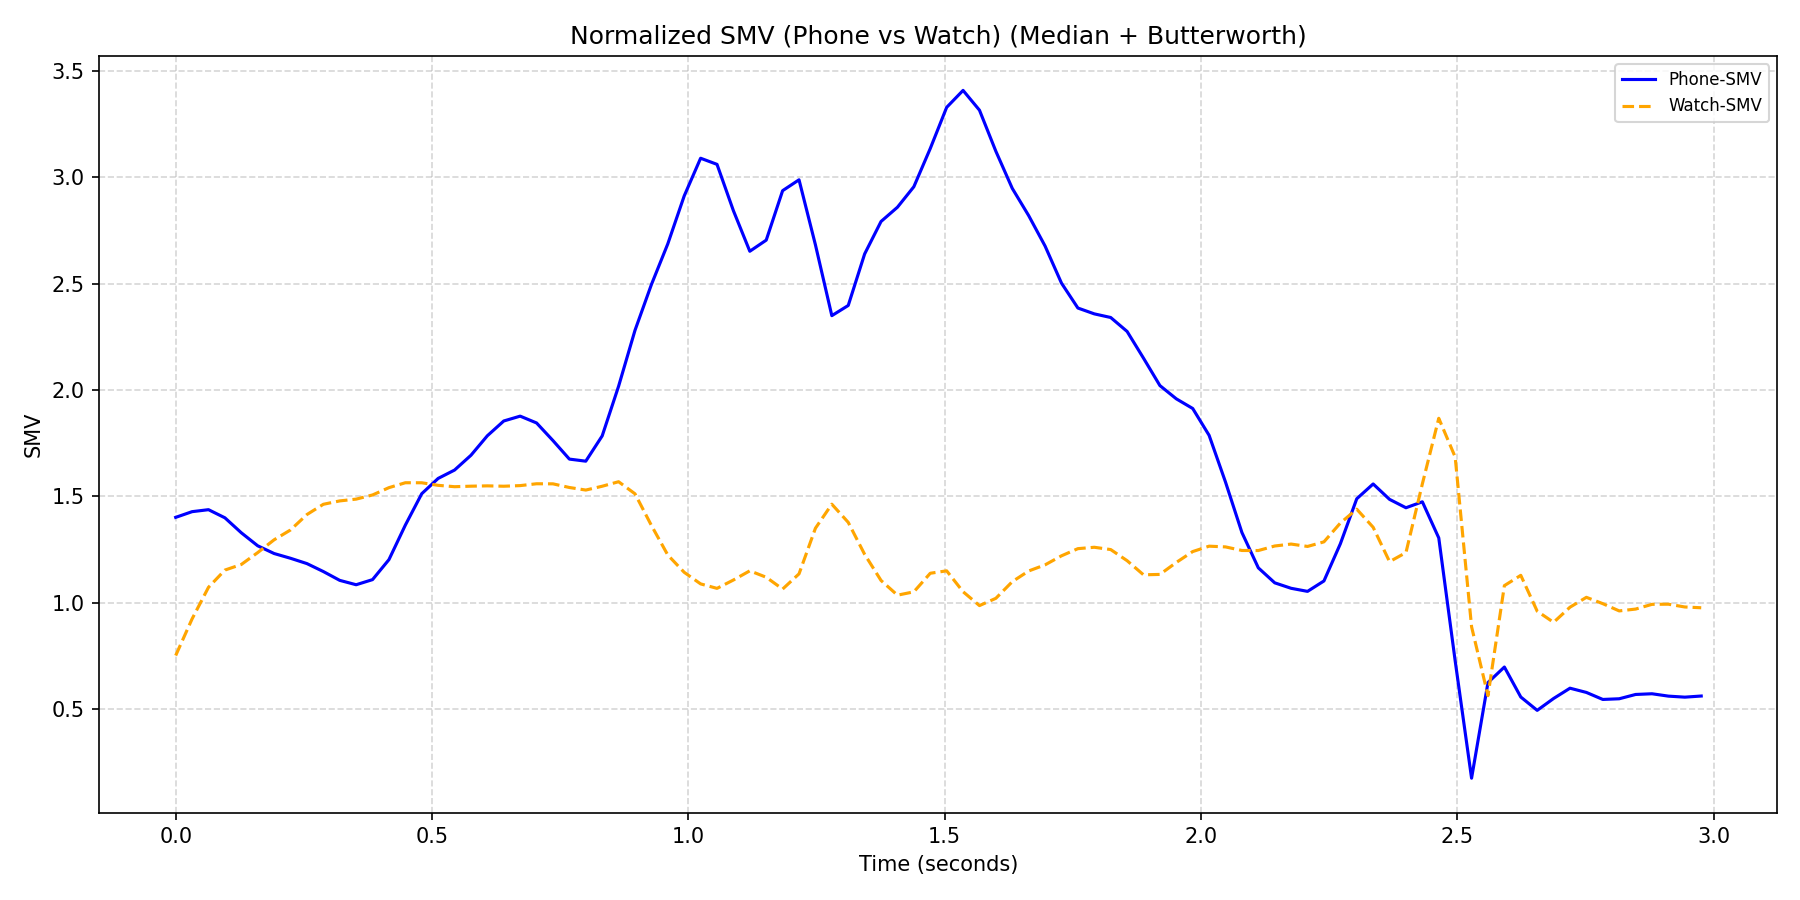 Normalized SMV (Phone vs Watch) (Median + Butterworth)
Phone-SMV
Watch-SMV
SMV
3.5
3.0
2.5
2.0
1.5
1.0
0.5
0.0 0.5 1.0 1.5 2.0 2.5 3.0
Time (seconds)